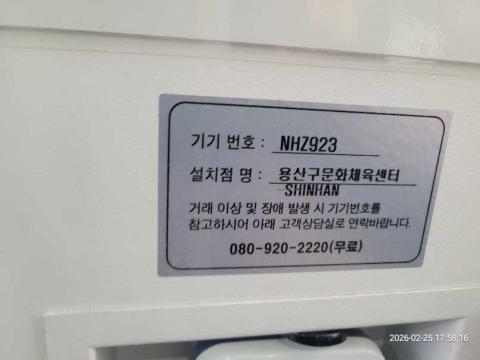 기기 번호 : NHZ923
설치점 명 : 용산구문화체육센터
SHINHAN
거래 이상 및 장애 발생 시 기기번호를
참고하시어 아래 고객상담실로 연락바랍니다.
080-920-2220(무료)
2026-02-25 17:58:16